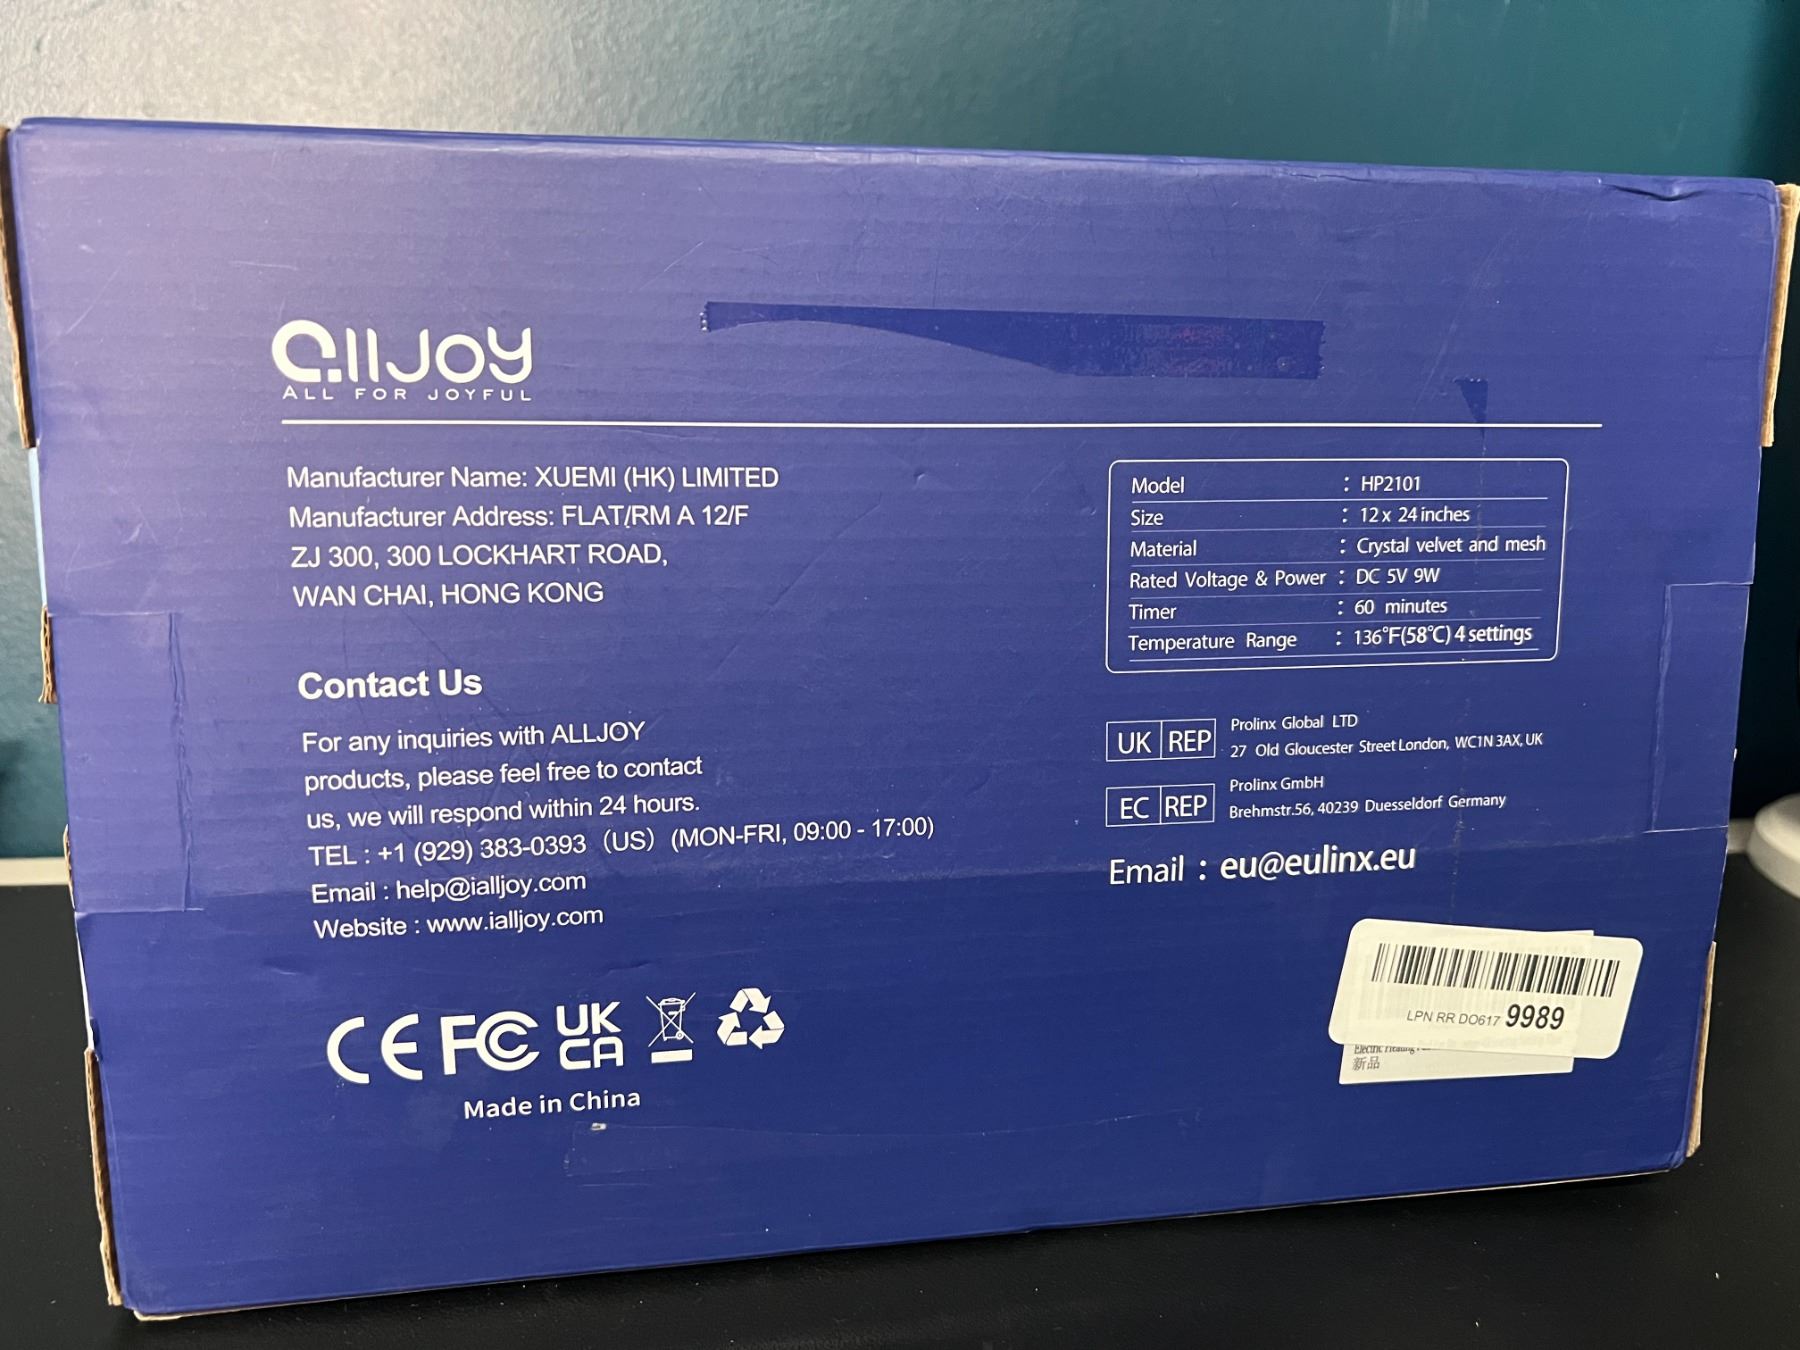 allJoy
ALL FOR JOYFUL
Manufacturer Name: XUEMI (HK) LIMITED
Manufacturer Address: FLAT/RM A 12/F
ZJ 300, 300 LOCKHART ROAD,
WAN CHAI, HONG KONG
Contact Us
For any inquiries with ALLJOY
products, please feel free to contact
us, we will respond within 24 hours.
TEL : +1 (929) 383-0393（US）(MON-FRI, 09:00 - 17:00)
Email : help@ialljoy.com
Website : www.ialljoy.com
CE FC UK CA
Made in China
Model : HP2101
Size : 12 x 24 inches
Material : Crystal velvet and mesh
Rated Voltage & Power : DC 5V 9W
Timer : 60 minutes
Temperature Range : 136°F(58℃) 4 settings
UK REP Prolinx Global LTD
27 Old Gloucester Street London, WC1N 3AX, UK
EC REP Prolinx GmbH
Brehmstr.56, 40239 Duesseldorf Germany
Email : eu@eulinx.eu
LPN RR DO617 9989
Electric Heating
新品